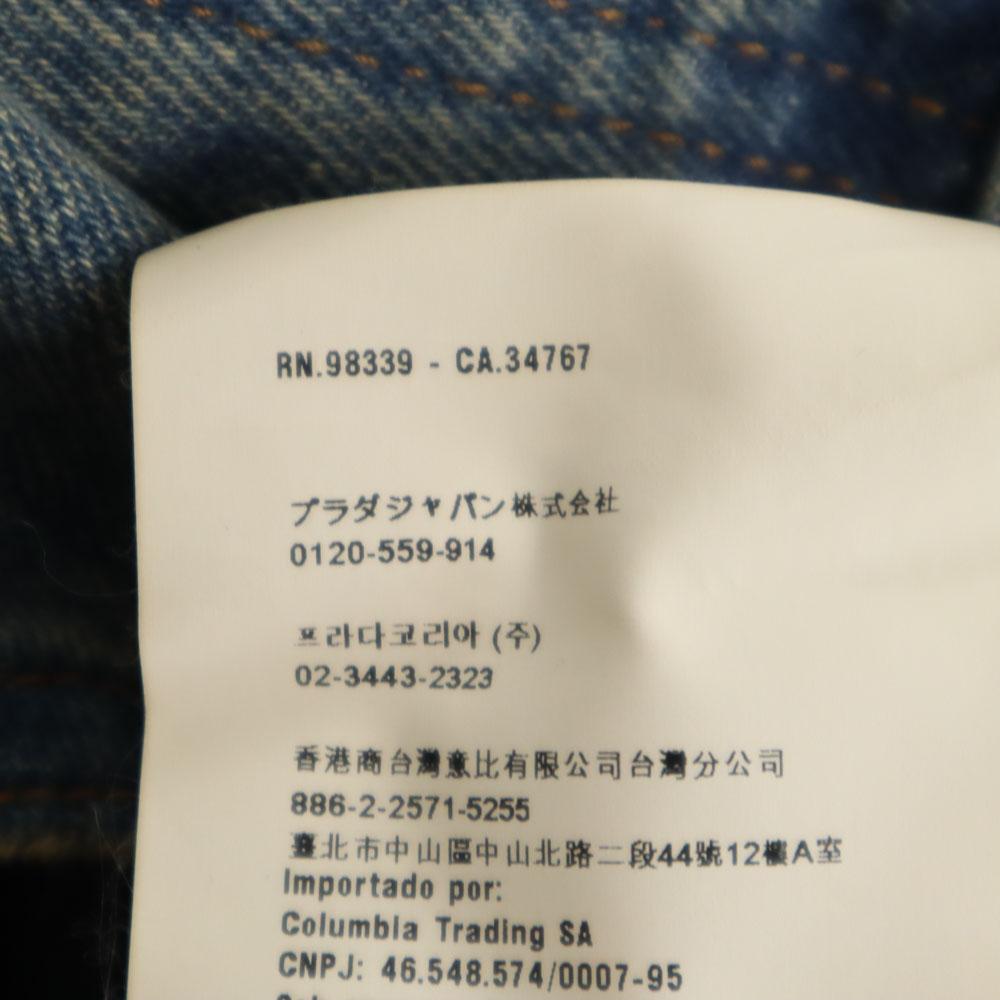 RN.98339 - CA.34767
プラダジャパン株式会社
0120-559-914
프라다코리아 (주)
02-3443-2323
香港商台灣意比有限公司台灣分公司
886-2-2571-5255
臺北市中山區中山北路二段44號12樓A室
Importado por:
Columbia Trading SA
CNPJ: 46.548.574/0007-95